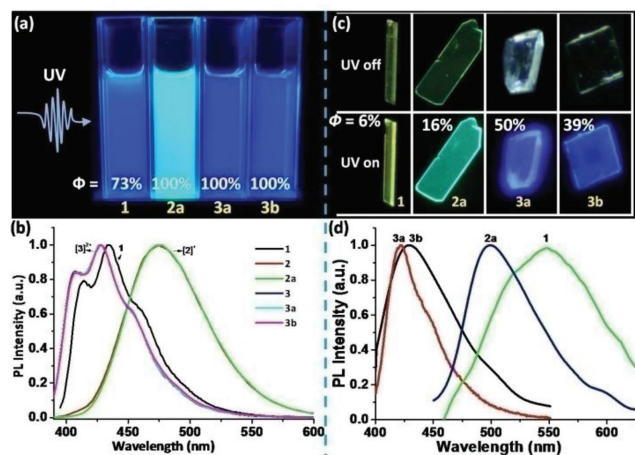 (a)
UV
Φ = 73% 100% 100% 100%
1 2a 3a 3b
(b)
PL Intensity (a.u.)
1.0
0.8
0.6
0.4
0.2
0.0
[3]²⁺
1
[2]⁺
1
2
2a
3
3a
3b
400 450 500 550 600
Wavelength (nm)
(c)
UV off
UV on
Φ = 6% 16% 50% 39%
1 2a 3a 3b
(d)
PL Intensity (a.u.)
1.0
0.8
0.6
0.4
0.2
0.0
3a 3b 2a 1
400 450 500 550 600
Wavelength (nm)